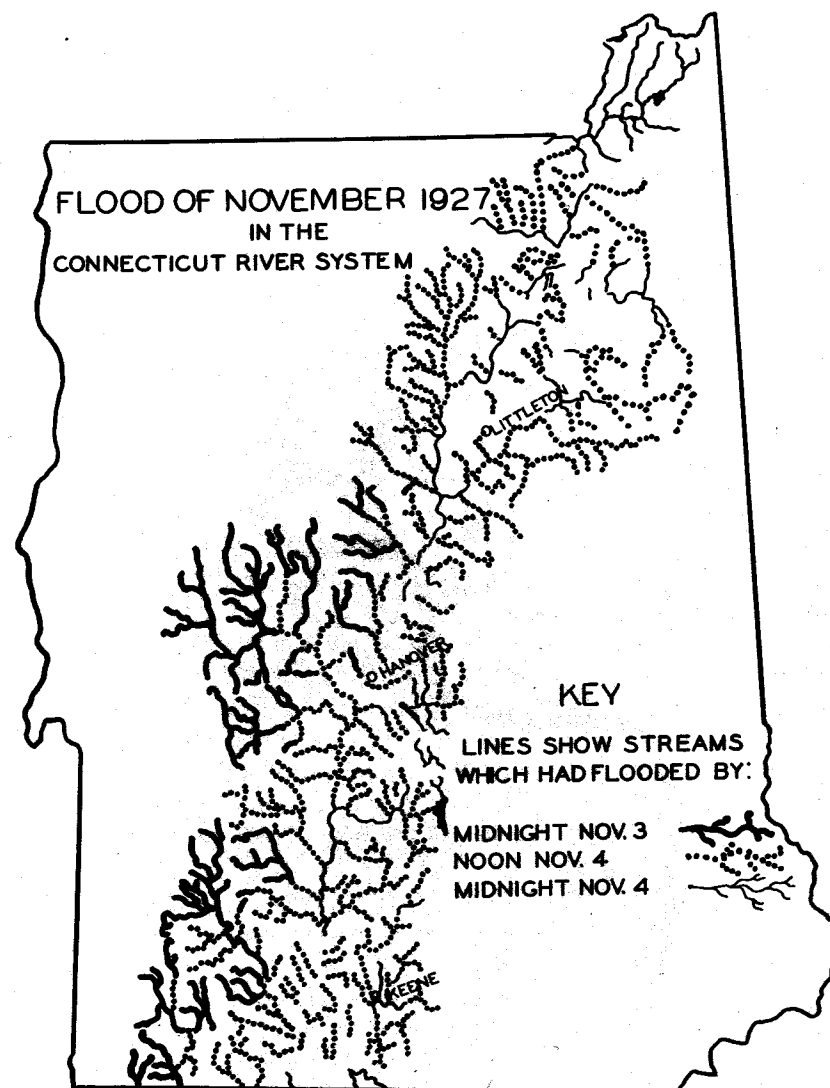 FLOOD OF NOVEMBER 1927
IN THE
CONNECTICUT RIVER SYSTEM
LITTLETON
HANOVER
KEY
LINES SHOW STREAMS
WHICH HAD FLOODED BY:
MIDNIGHT NOV. 3
NOON NOV. 4
MIDNIGHT NOV. 4
KEENE